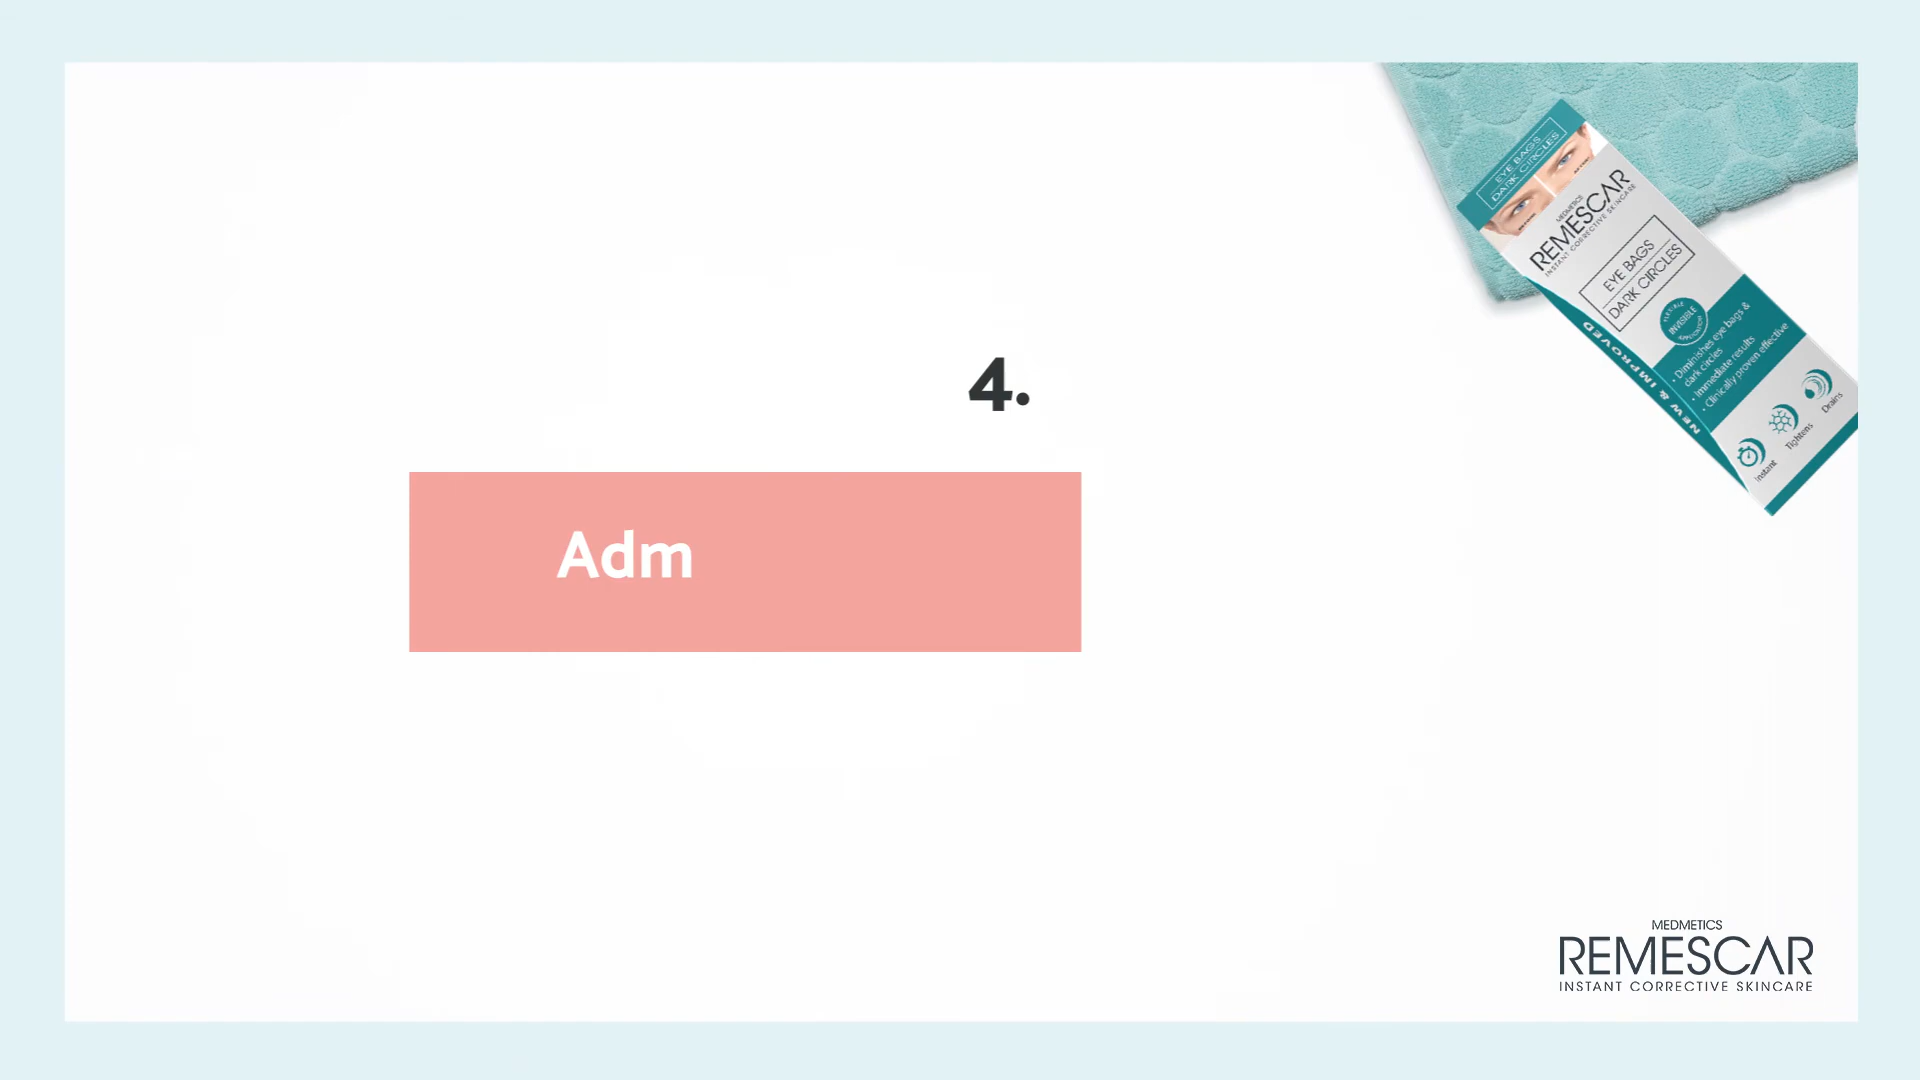 4.
Adm
EYE BAGS
DARK CIRCLES
MEDMETICS
REMESCAR
INSTANT CORRECTIVE SKINCARE
EYE BAGS
DARK CIRCLES
INVISIBLE
• Diminishes eye bags &
dark circles
• Immediate results
• Clinically proven effective
NEW & IMPROVED
Instant
Tightens
Drains
MEDMETICS
REMESCAR
INSTANT CORRECTIVE SKINCARE